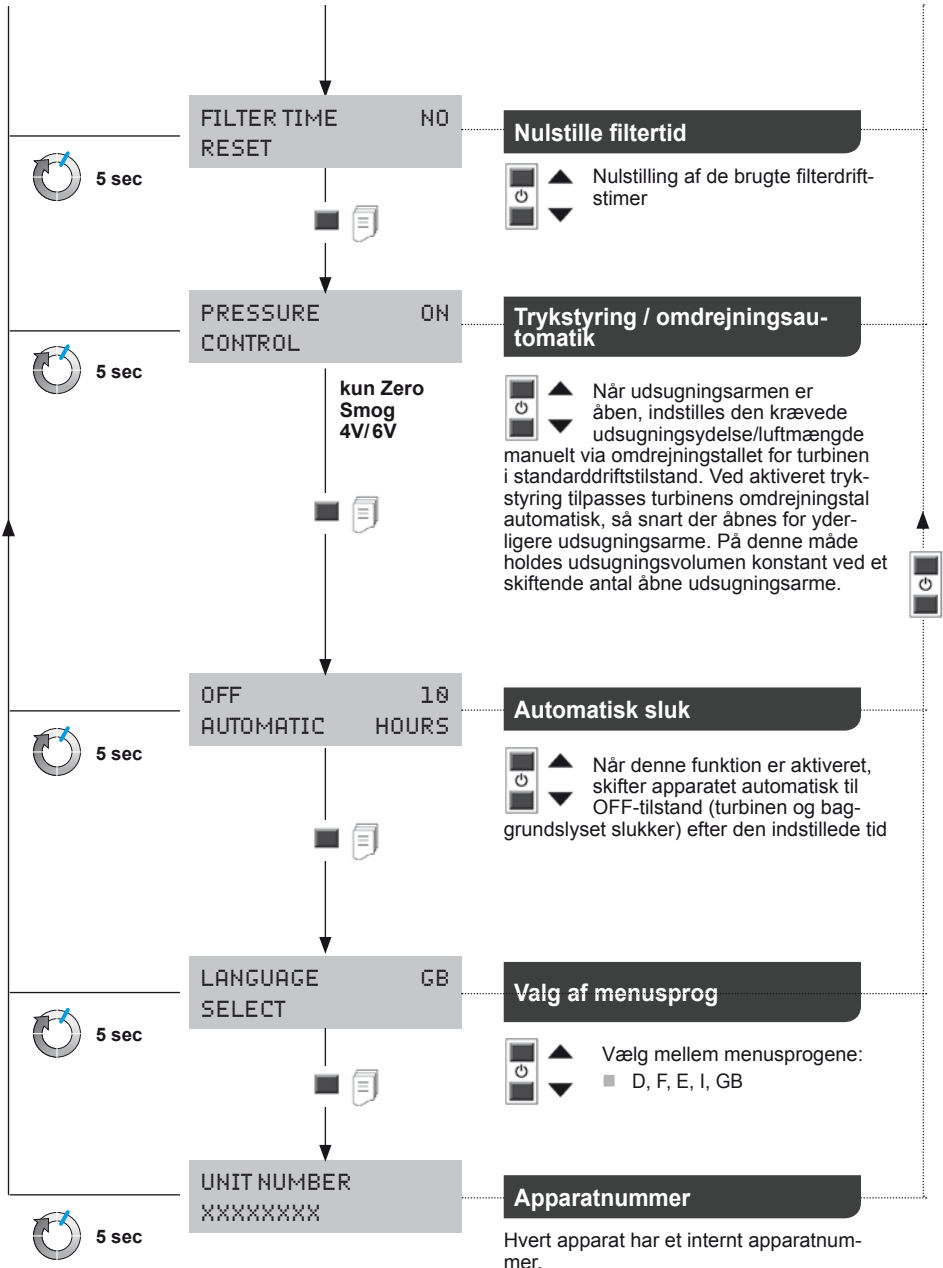 FILTER TIME NO
RESET
5 sec
Nulstille filtertid
Nulstilling af de brugte filterdrift-
stimer
PRESSURE ON
CONTROL
5 sec
kun Zero
Smog
4V/ 6V
Trykstyring / omdrejningsau-
tomatik
Når udsugningsarmen er
åben, indstilles den krævede
udsugningsydelse/luftmængde
manuelt via omdrejningstallet for turbinen
i standarddriftstilstand. Ved aktiveret tryk-
styring tilpasses turbinens omdrejningstal
automatisk, så snart der åbnes for yder-
ligere udsugningsarme. På denne måde
holdes udsugningsvolumen konstant ved et
skiftende antal åbne udsugningsarme.
OFF 10
AUTOMATIC HOURS
5 sec
Automatisk sluk
Når denne funktion er aktiveret,
skifter apparatet automatisk til
OFF-tilstand (turbinen og bag-
grundslyset slukker) efter den indstillede tid
LANGUAGE GB
SELECT
5 sec
Valg af menusprog
Vælg mellem menusprogene:
D, F, E, I, GB
UNIT NUMBER
XXXXXXXX
5 sec
Apparatnummer
Hvert apparat har et internt apparatnum-
mer.